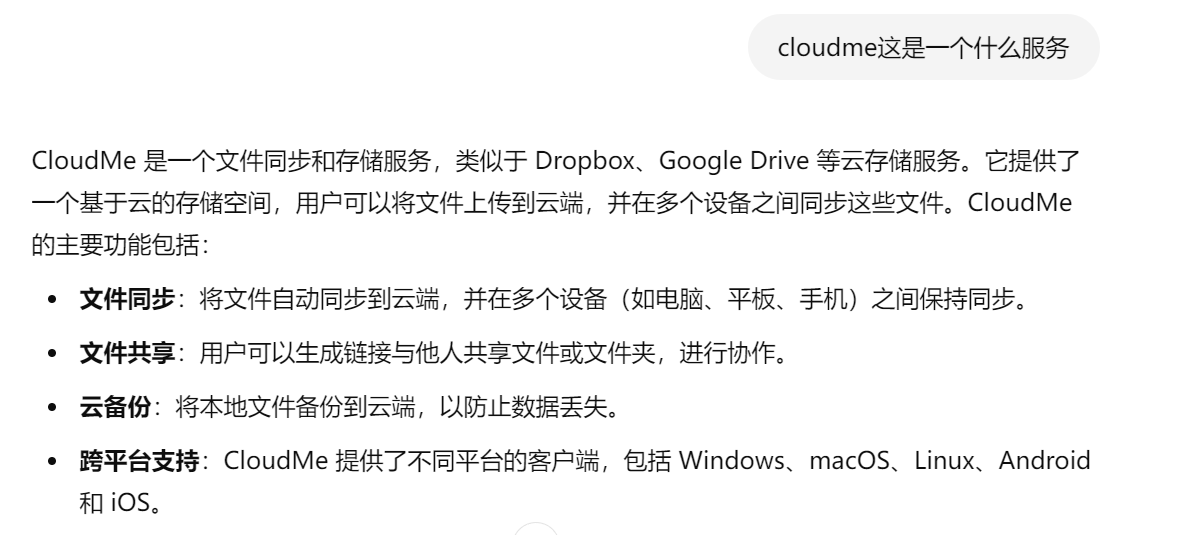 cloudme这是一个什么服务
CloudMe 是一个文件同步和存储服务，类似于 Dropbox、Google Drive 等云存储服务。它提供了
一个基于云的存储空间，用户可以将文件上传到云端，并在多个设备之间同步这些文件。CloudMe
的主要功能包括：
• 文件同步：将文件自动同步到云端，并在多个设备（如电脑、平板、手机）之间保持同步。
• 文件共享：用户可以生成链接与他人共享文件或文件夹，进行协作。
• 云备份：将本地文件备份到云端，以防止数据丢失。
• 跨平台支持：CloudMe 提供了不同平台的客户端，包括 Windows、macOS、Linux、Android
和 iOS。